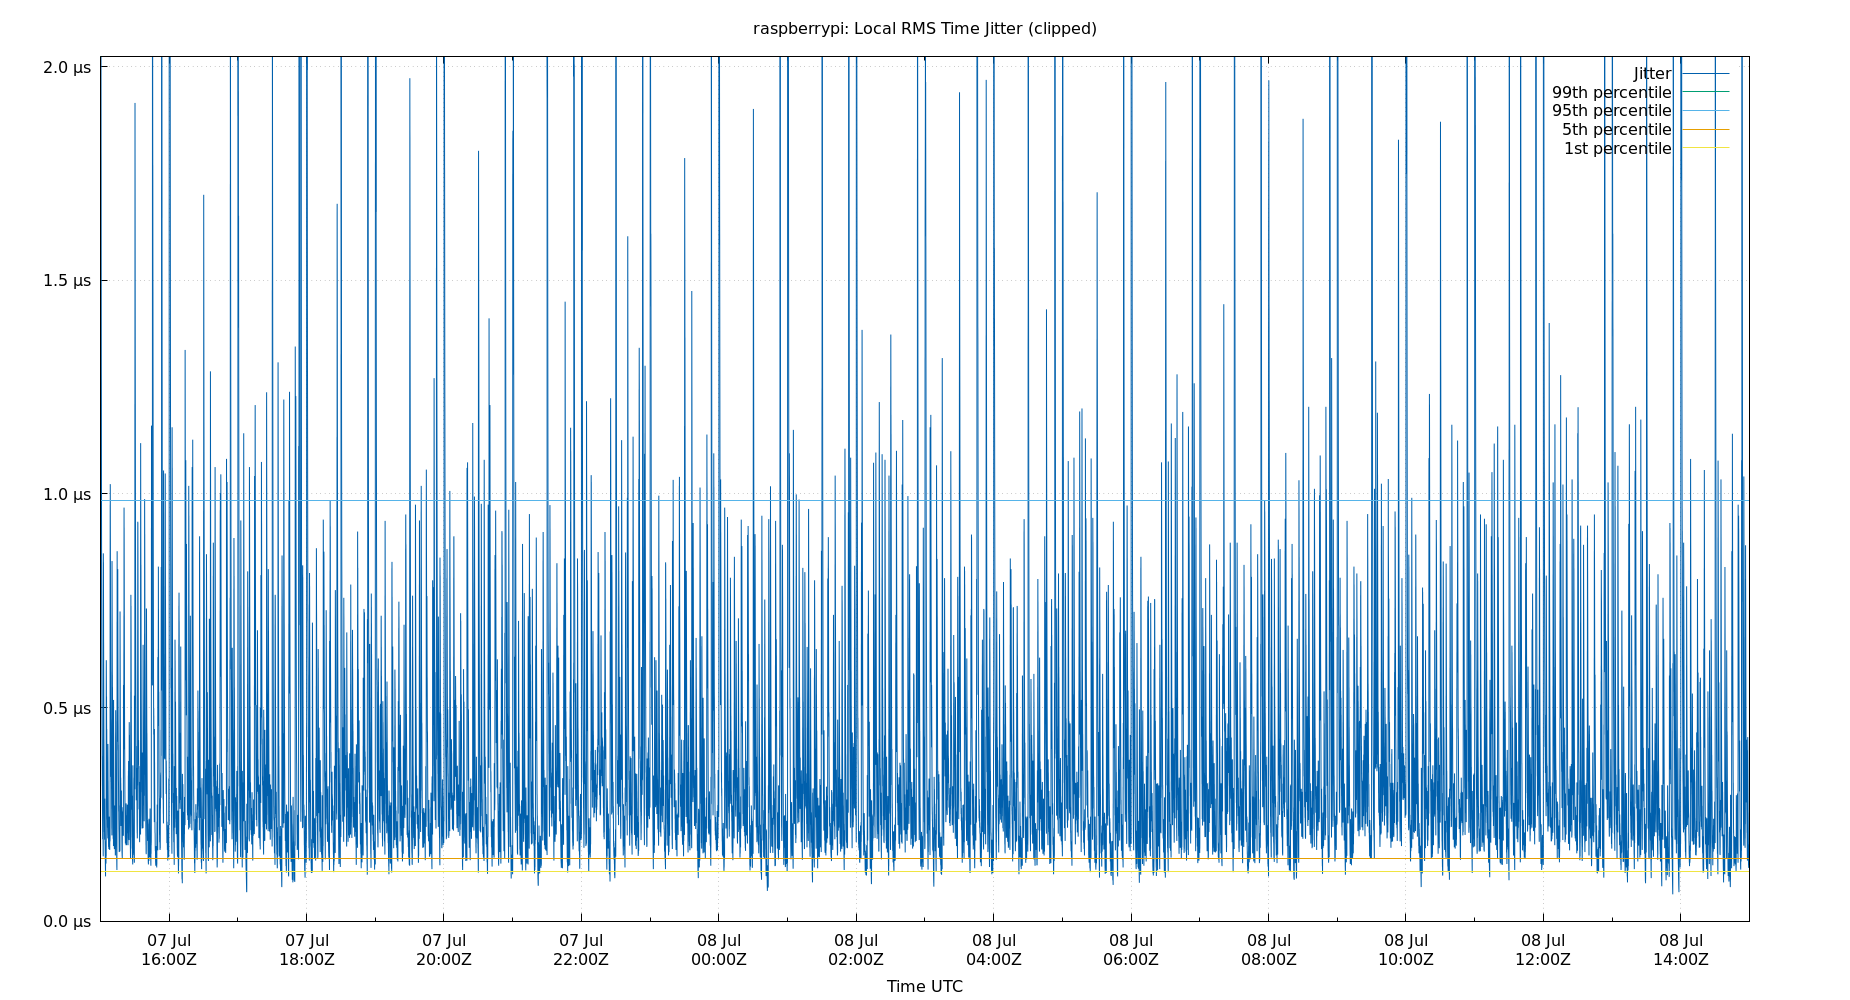 raspberrypi: Local RMS Time Jitter (clipped)
2.0 μs
1.5 μs
1.0 μs
0.5 μs
0.0 μs
Jitter
99th percentile
95th percentile
5th percentile
1st percentile
07 Jul 07 Jul 07 Jul 07 Jul 08 Jul 08 Jul 08 Jul 08 Jul 08 Jul 08 Jul 08 Jul 08 Jul
16:00Z 18:00Z 20:00Z 22:00Z 00:00Z 02:00Z 04:00Z 06:00Z 08:00Z 10:00Z 12:00Z 14:00Z
Time UTC